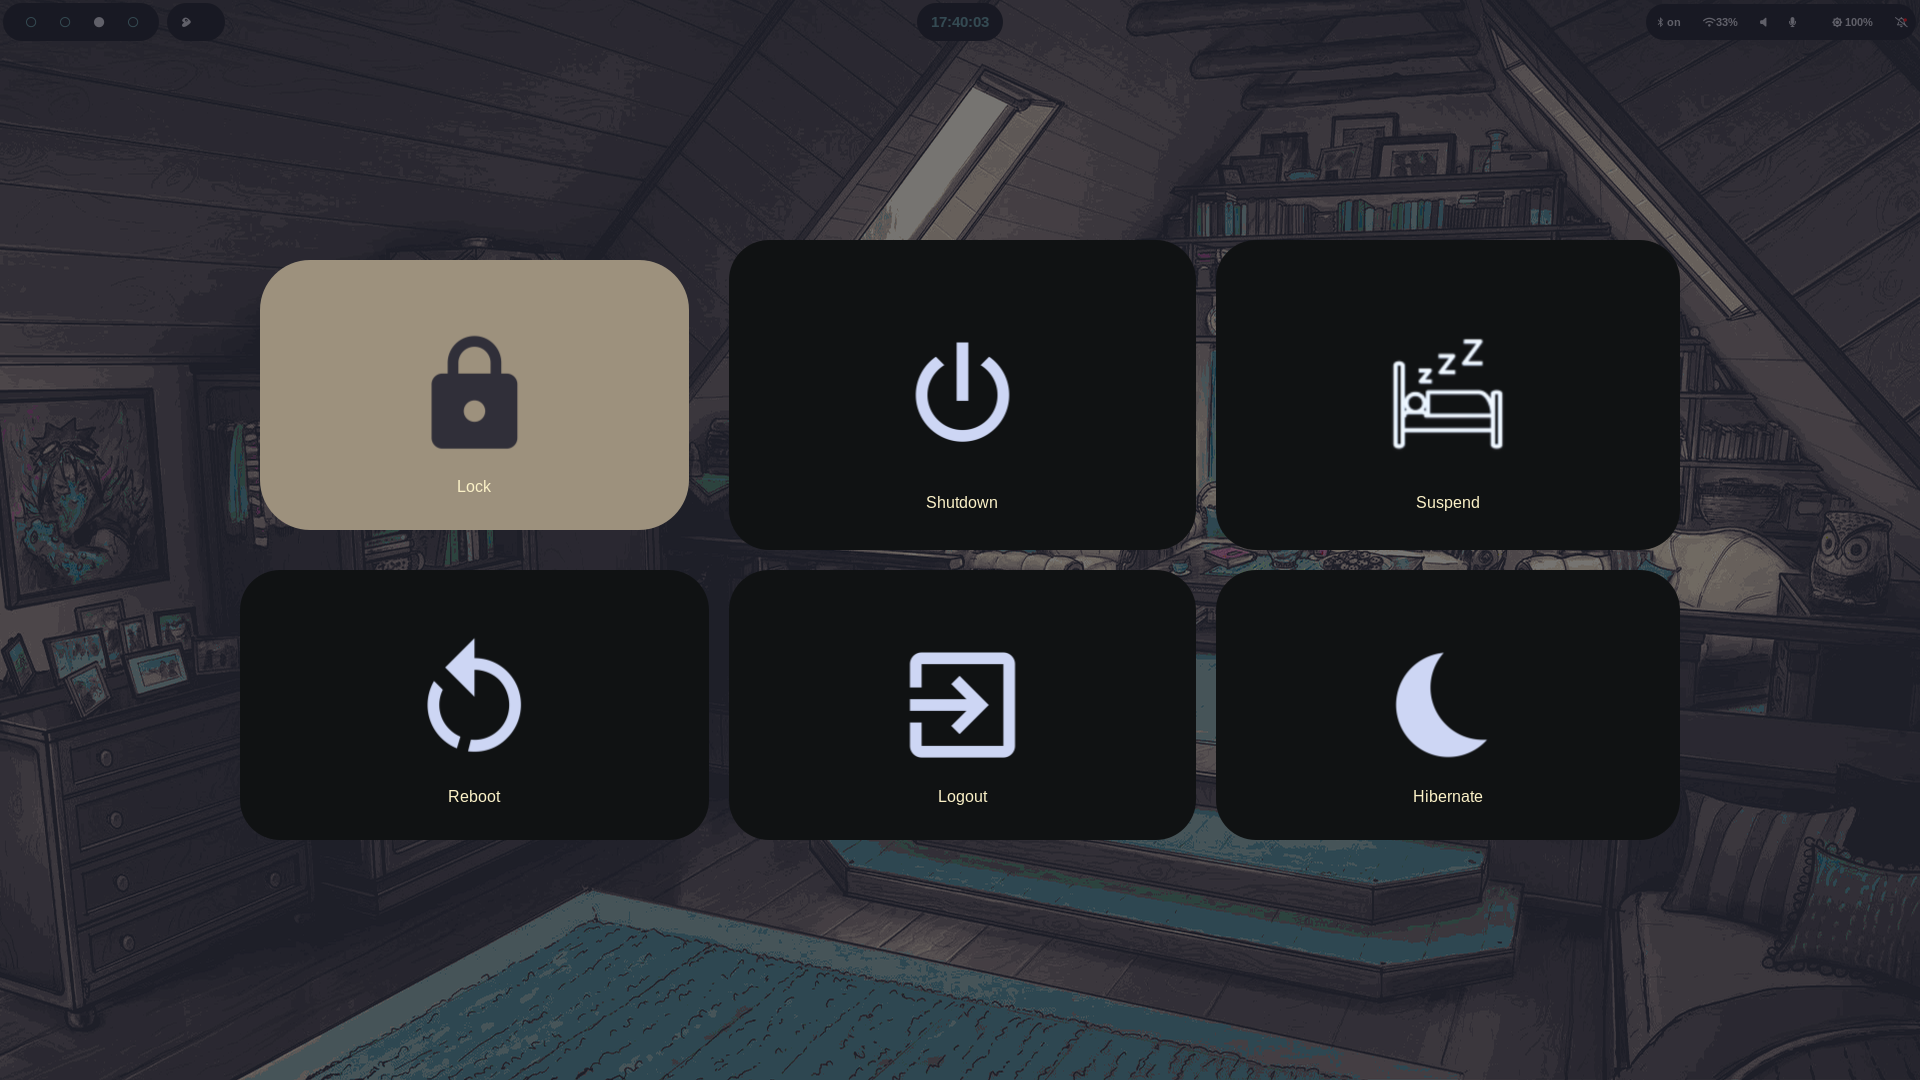 17:40:03
on
33%
100%
Lock
Shutdown
z z Z
Suspend
Reboot
Logout
Hibernate